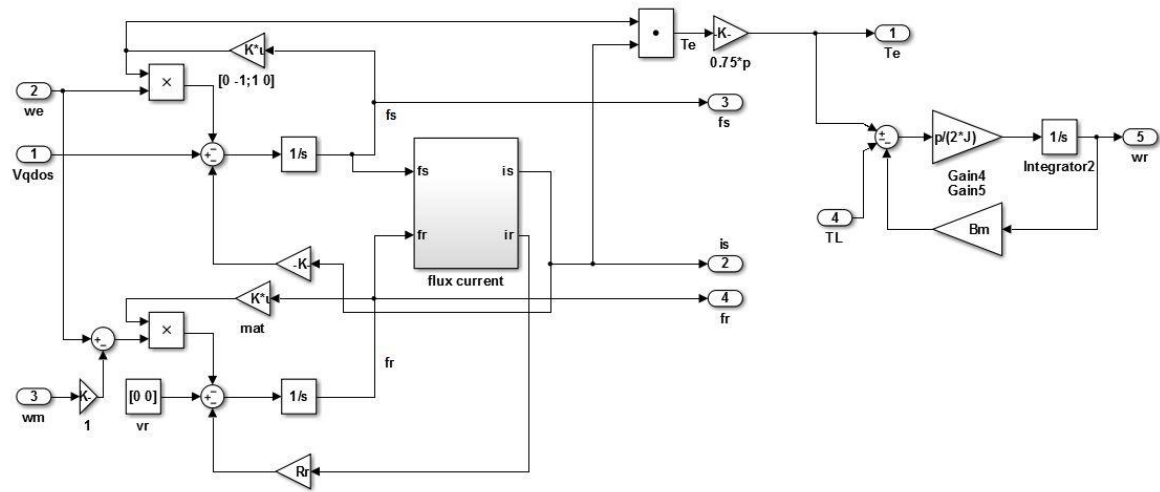 K*u
[0 -1;1 0]
×
2
we
1
Vqdos
+
−
−
1/s
fs
fs
fr
is
ir
flux current
-K-
K*u
mat
×
+
−
3
wm
K-
1
[0 0]
vr
+
−
−
1/s
fr
Rr
Te
-K-
0.75*p
1
Te
3
fs
is
2
4
fr
±
−
−
4
TL
p/(2*J)
Gain4
Gain5
1/s
Integrator2
Bm
5
wr